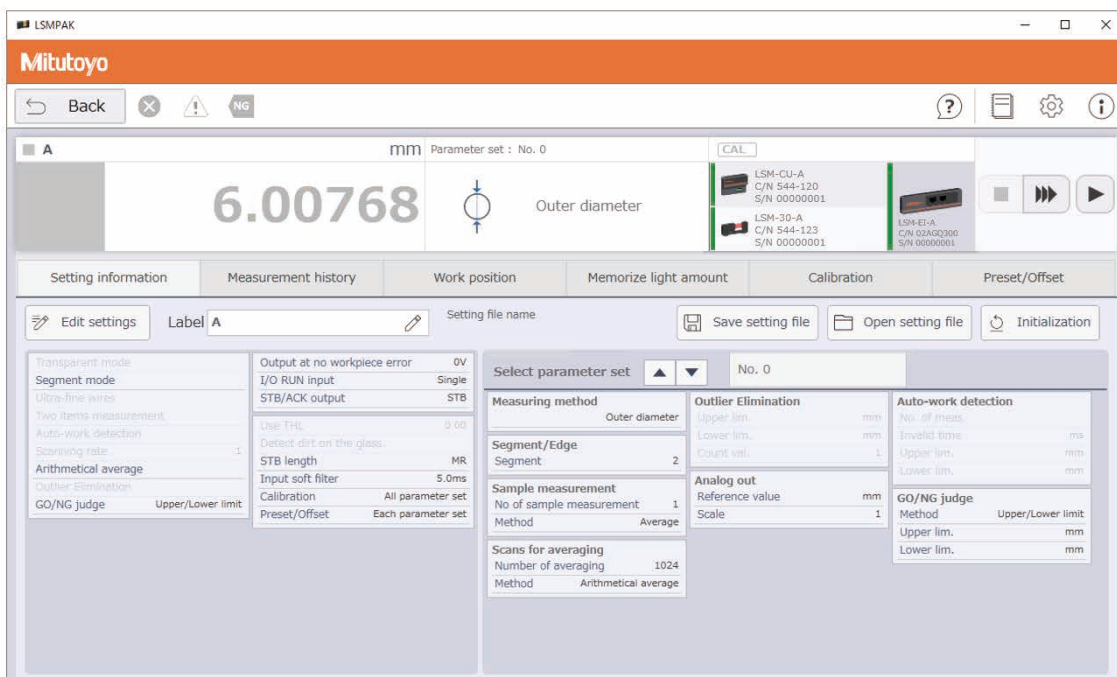 LSMPAK
Mitutoyo
Back
NG
A mm Parameter set : No. 0 CAL
6.00768
Outer diameter
LSM-CU-A
C/N 544-120
S/N 00000001
LSM-30-A
C/N 544-123
S/N 00000001
LSM-EI-A
C/N 02AGQ300
S/N 00000001
Setting information Measurement history Work position Memorize light amount Calibration Preset/Offset
Edit settings Label A Setting file name Save setting file Open setting file Initialization
Transparent mode
Segment mode
Ultra-fine wires
Two items measurement
Auto-work detection
Scanning rate 1
Arithmetical average
Outlier Elimination
GO/NG judge Upper/Lower limit
Output at no workpiece error 0V
I/O RUN input Single
STB/ACK output STB
Use THL 0.00
Detect dirt on the glass.
STB length MR
Input soft filter 5.0ms
Calibration All parameter set
Preset/Offset Each parameter set
Select parameter set No. 0
Measuring method
Outer diameter
Segment/Edge
Segment 2
Sample measurement
No of sample measurement 1
Method Average
Scans for averaging
Number of averaging 1024
Method Arithmetical average
Outlier Elimination
Upper lim. mm
Lower lim. mm
Count val. 1
Analog out
Reference value mm
Scale 1
Auto-work detection
No. of meas.
Invalid time ms
Upper lim. mm
Lower lim. mm
GO/NG judge
Method Upper/Lower limit
Upper lim. mm
Lower lim. mm